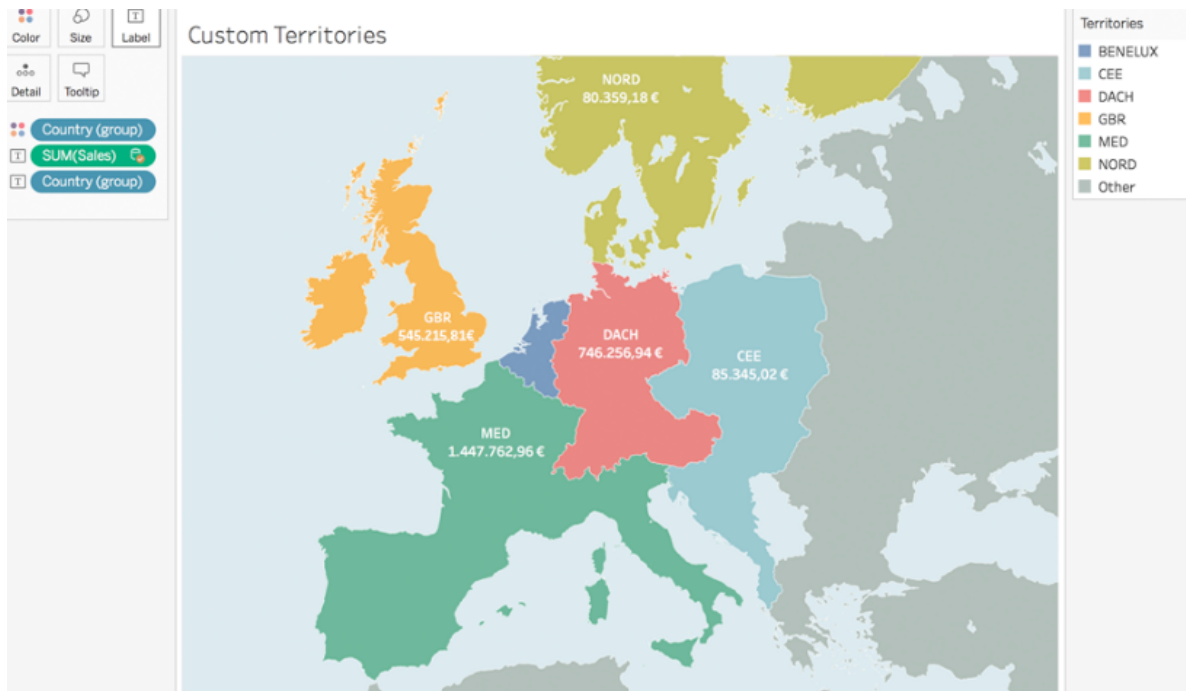 Color
Size
Label
Detail
Tooltip
Country (group)
SUM(Sales)
Country (group)
Custom Territories
NORD
80.359,18 €
GBR
545.215,81€
DACH
746.256,94 €
CEE
85.345,02 €
MED
1.447.762,96 €
Territories
BENELUX
CEE
DACH
GBR
MED
NORD
Other